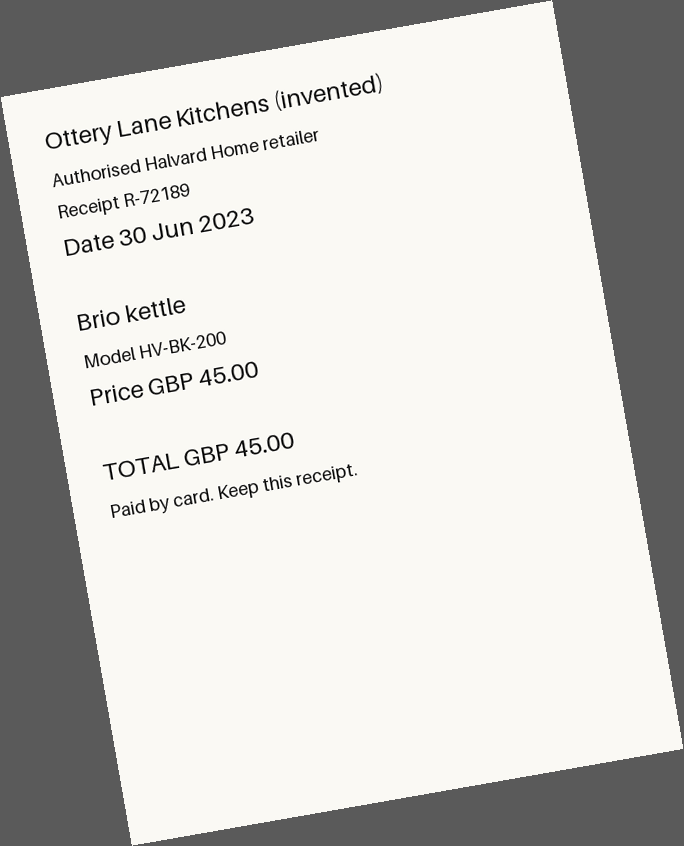 Ottery Lane Kitchens (invented)
Authorised Halvard Home retailer
Receipt R-72189
Date 30 Jun 2023
Brio kettle
Model HV-BK-200
Price GBP 45.00
TOTAL GBP 45.00
Paid by card. Keep this receipt.